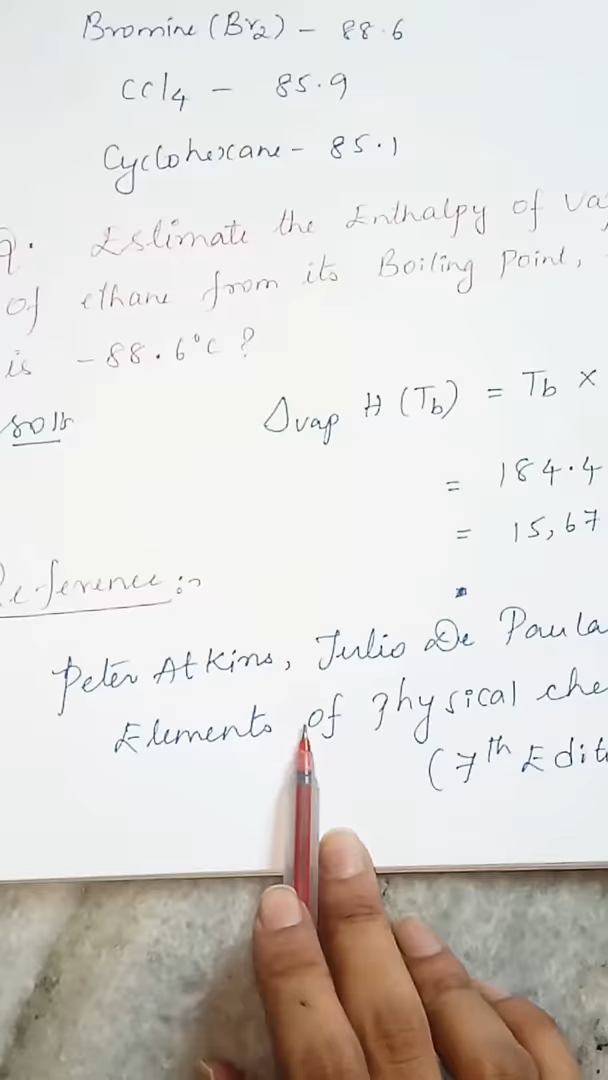 Bromine (Br2) - 88.6
CCl4 - 85.9
Cyclohexane - 85.1
Q. Estimate the Enthalpy of va
of ethane from its Boiling point,
is -88.6°C ?
soln
Δvap H (Tb) = Tb ×
= 184.4
= 15,67
Reference :-
Peter Atkins, Julio De Paula
Elements of Physical che
(7th Edit